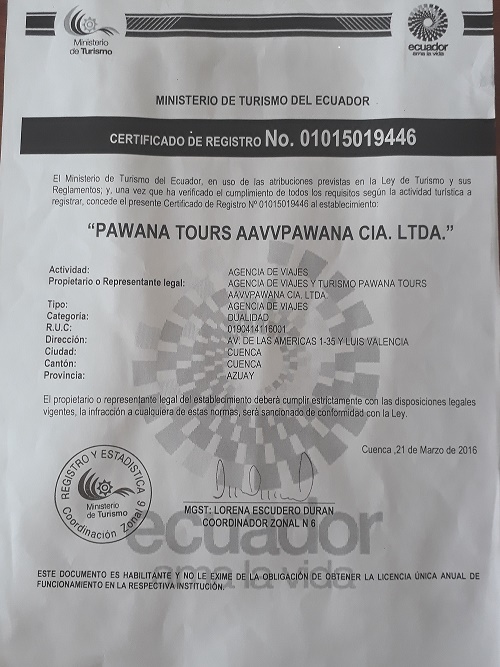 Ministerio
de Turismo
ecuador
ama la vida
MINISTERIO DE TURISMO DEL ECUADOR
CERTIFICADO DE REGISTRO No. 01015019446
El Ministerio de Turismo del Ecuador, en uso de las atribuciones previstas en la Ley de Turismo y sus
Reglamentos; y, una vez que ha verificado el cumplimiento de todos los requisitos según la actividad turística a
registrar, concede el presente Certificado de Registro Nº 01015019446 al establecimiento:
“PAWANA TOURS AAVVPAWANA CIA. LTDA.”
Actividad: AGENCIA DE VIAJES
Propietario o Representante legal: AGENCIA DE VIAJES Y TURISMO PAWANA TOURS
AAVVPAWANA CIA. LTDA.
Tipo: AGENCIA DE VIAJES
Categoría: DUALIDAD
R.U.C: 0190414116001
Dirección: AV. DE LAS AMERICAS 1-35 Y LUIS VALENCIA
Ciudad: CUENCA
Cantón: CUENCA
Provincia: AZUAY
El propietario o representante legal del establecimiento deberá cumplir estrictamente con las disposiciones legales
vigentes, la infracción a cualquiera de estas normas, será sancionado de conformidad con la Ley.
Cuenca ,21 de Marzo de 2016
REGISTRO Y ESTADISTICA
Ministerio
de Turismo
Coordinación Zonal 6
MGST: LORENA ESCUDERO DURAN
COORDINADOR ZONAL N 6
ecuador
ama la vida
ESTE DOCUMENTO ES HABILITANTE Y NO LE EXIME DE LA OBLIGACIÓN DE OBTENER LA LICENCIA ÚNICA ANUAL DE
FUNCIONAMIENTO EN LA RESPECTIVA INSTITUCIÓN.